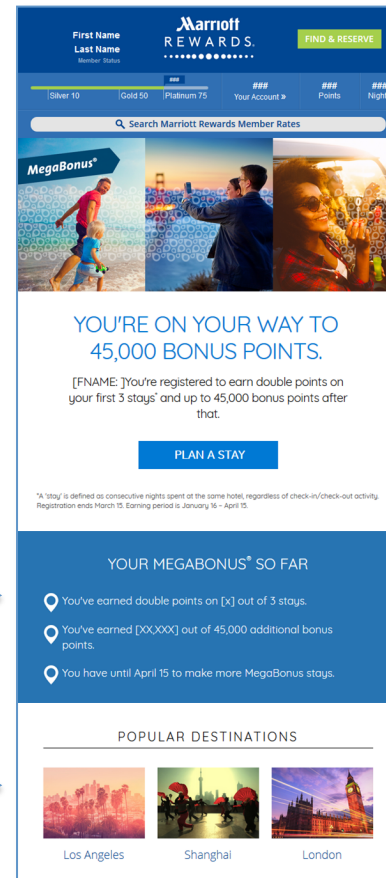 First Name
Last Name
Member Status
Marriott
REWARDS.
FIND & RESERVE
###
Silver 10
Gold 50
Platinum 75
###
Your Account »
###
Points
###
Night
Search Marriott Rewards Member Rates
MegaBonus®
YOU'RE ON YOUR WAY TO
45,000 BONUS POINTS.
[FNAME: ]You're registered to earn double points on
your first 3 stays* and up to 45,000 bonus points after
that.
PLAN A STAY
*A 'stay' is defined as consecutive nights spent at the same hotel, regardless of check-in/check-out activity.
Registration ends March 15. Earning period is January 16 – April 15.
YOUR MEGABONUS® SO FAR
You've earned double points on [x] out of 3 stays.
You've earned [XX,XXX] out of 45,000 additional bonus
points.
You have until April 15 to make more MegaBonus stays.
POPULAR DESTINATIONS
Los Angeles
Shanghai
London